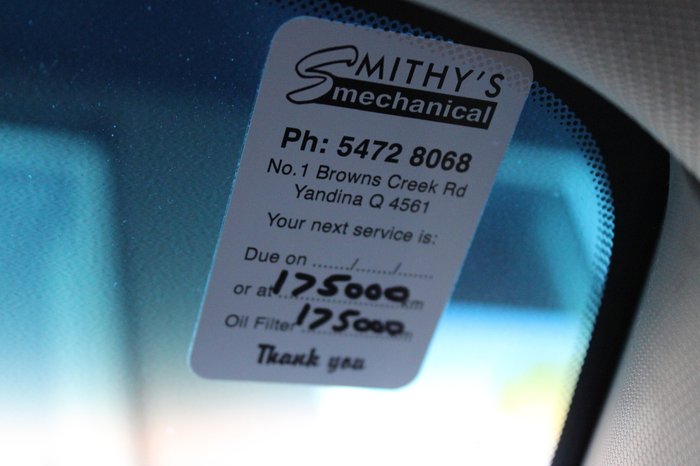 SMITHY'S
mechanical
Ph: 5472 8068
No.1 Browns Creek Rd
Yandina Q 4561
Your next service is:
Due on ....../....../......
or at 175000 km
Oil Filter 175000 km
Thank you